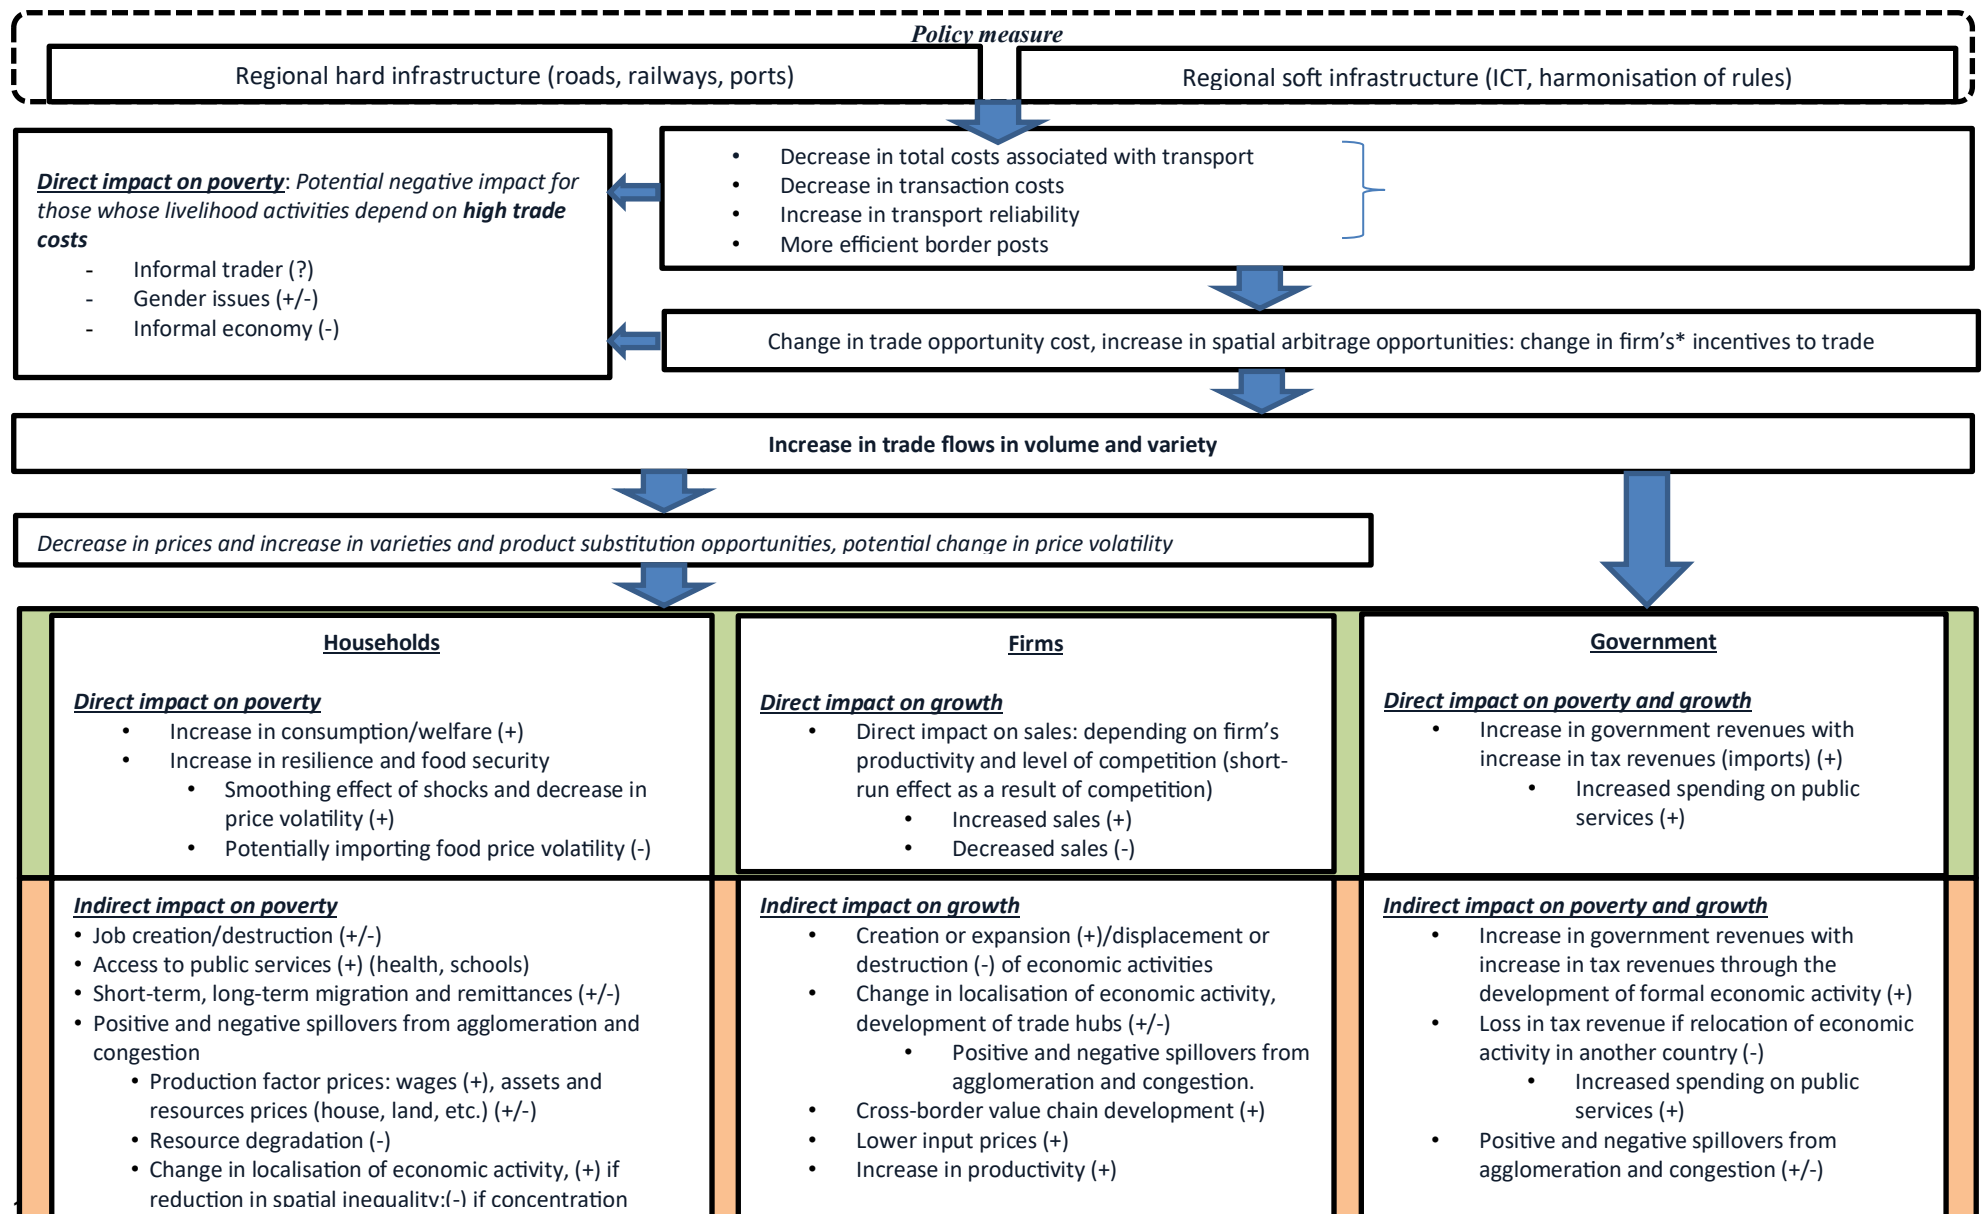 Policy measure
Regional hard infrastructure (roads, railways, ports)
Regional soft infrastructure (ICT, harmonisation of rules)
Direct impact on poverty: Potential negative impact for
those whose livelihood activities depend on high trade
costs
- Informal trader (?)
- Gender issues (+/-)
- Informal economy (-)
• Decrease in total costs associated with transport
• Decrease in transaction costs
• Increase in transport reliability
• More efficient border posts
Change in trade opportunity cost, increase in spatial arbitrage opportunities: change in firm's* incentives to trade
Increase in trade flows in volume and variety
Decrease in prices and increase in varieties and product substitution opportunities, potential change in price volatility
Households
Direct impact on poverty
• Increase in consumption/welfare (+)
• Increase in resilience and food security
• Smoothing effect of shocks and decrease in
price volatility (+)
• Potentially importing food price volatility (-)
Indirect impact on poverty
• Job creation/destruction (+/-)
• Access to public services (+) (health, schools)
• Short-term, long-term migration and remittances (+/-)
• Positive and negative spillovers from agglomeration and
congestion
• Production factor prices: wages (+), assets and
resources prices (house, land, etc.) (+/-)
• Resource degradation (-)
• Change in localisation of economic activity, (+) if
reduction in spatial inequality;(-) if concentration
Firms
Direct impact on growth
• Direct impact on sales: depending on firm's
productivity and level of competition (short-
run effect as a result of competition)
• Increased sales (+)
• Decreased sales (-)
Indirect impact on growth
• Creation or expansion (+)/displacement or
destruction (-) of economic activities
• Change in localisation of economic activity,
development of trade hubs (+/-)
• Positive and negative spillovers from
agglomeration and congestion.
• Cross-border value chain development (+)
• Lower input prices (+)
• Increase in productivity (+)
Government
Direct impact on poverty and growth
• Increase in government revenues with
increase in tax revenues (imports) (+)
• Increased spending on public
services (+)
Indirect impact on poverty and growth
• Increase in government revenues with
increase in tax revenues through the
development of formal economic activity (+)
• Loss in tax revenue if relocation of economic
activity in another country (-)
• Increased spending on public
services (+)
• Positive and negative spillovers from
agglomeration and congestion (+/-)